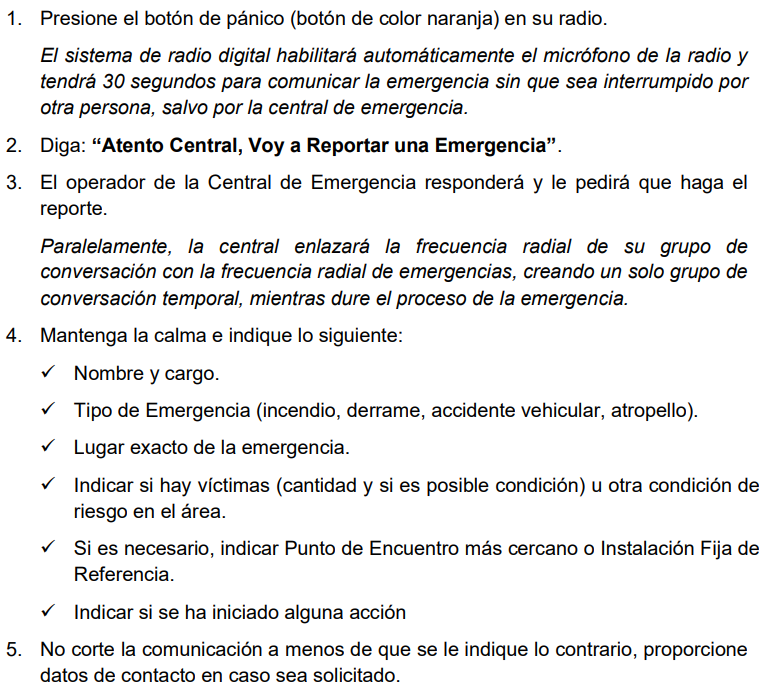 1. Presione el botón de pánico (botón de color naranja) en su radio.
El sistema de radio digital habilitará automáticamente el micrófono de la radio y
tendrá 30 segundos para comunicar la emergencia sin que sea interrumpido por
otra persona, salvo por la central de emergencia.
2. Diga: “Atento Central, Voy a Reportar una Emergencia”.
3. El operador de la Central de Emergencia responderá y le pedirá que haga el
reporte.
Paralelamente, la central enlazará la frecuencia radial de su grupo de
conversación con la frecuencia radial de emergencias, creando un solo grupo de
conversación temporal, mientras dure el proceso de la emergencia.
4. Mantenga la calma e indique lo siguiente:
✓ Nombre y cargo.
✓ Tipo de Emergencia (incendio, derrame, accidente vehicular, atropello).
✓ Lugar exacto de la emergencia.
✓ Indicar si hay víctimas (cantidad y si es posible condición) u otra condición de
riesgo en el área.
✓ Si es necesario, indicar Punto de Encuentro más cercano o Instalación Fija de
Referencia.
✓ Indicar si se ha iniciado alguna acción
5. No corte la comunicación a menos de que se le indique lo contrario, proporcione
datos de contacto en caso sea solicitado.